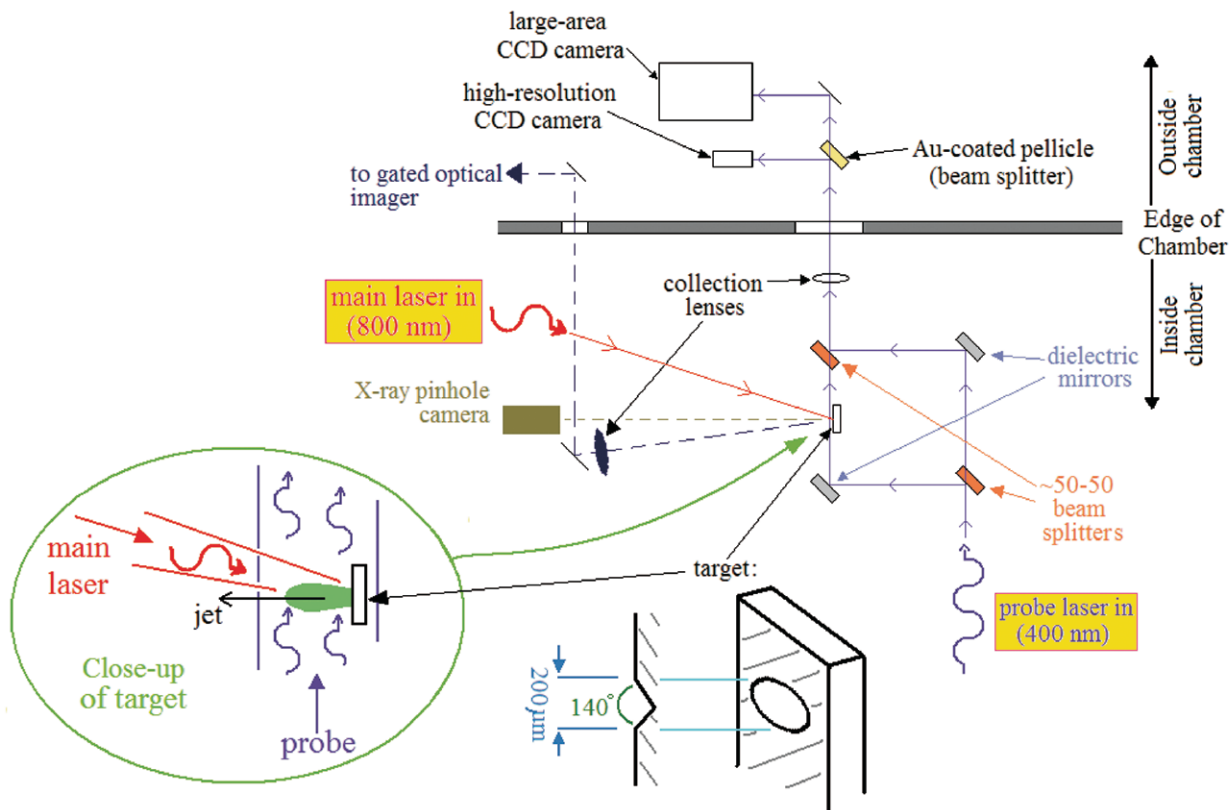 large-area
CCD camera
high-resolution
CCD camera
to gated optical
imager
Au-coated pellicle
(beam splitter)
Outside
chamber
Edge of
Chamber
Inside
chamber
collection
lenses
main laser in
(800 nm)
dielectric
mirrors
X-ray pinhole
camera
~50-50
beam
splitters
main
laser
jet
target:
probe laser in
(400 nm)
Close-up
of target
200μm
140°
probe